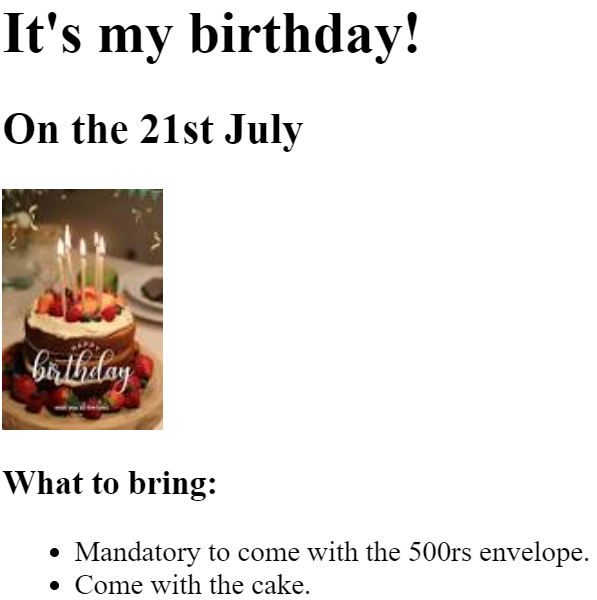 It's my birthday!
On the 21st July
HAPPY
birthday
What to bring:
Mandatory to come with the 500rs envelope.
Come with the cake.